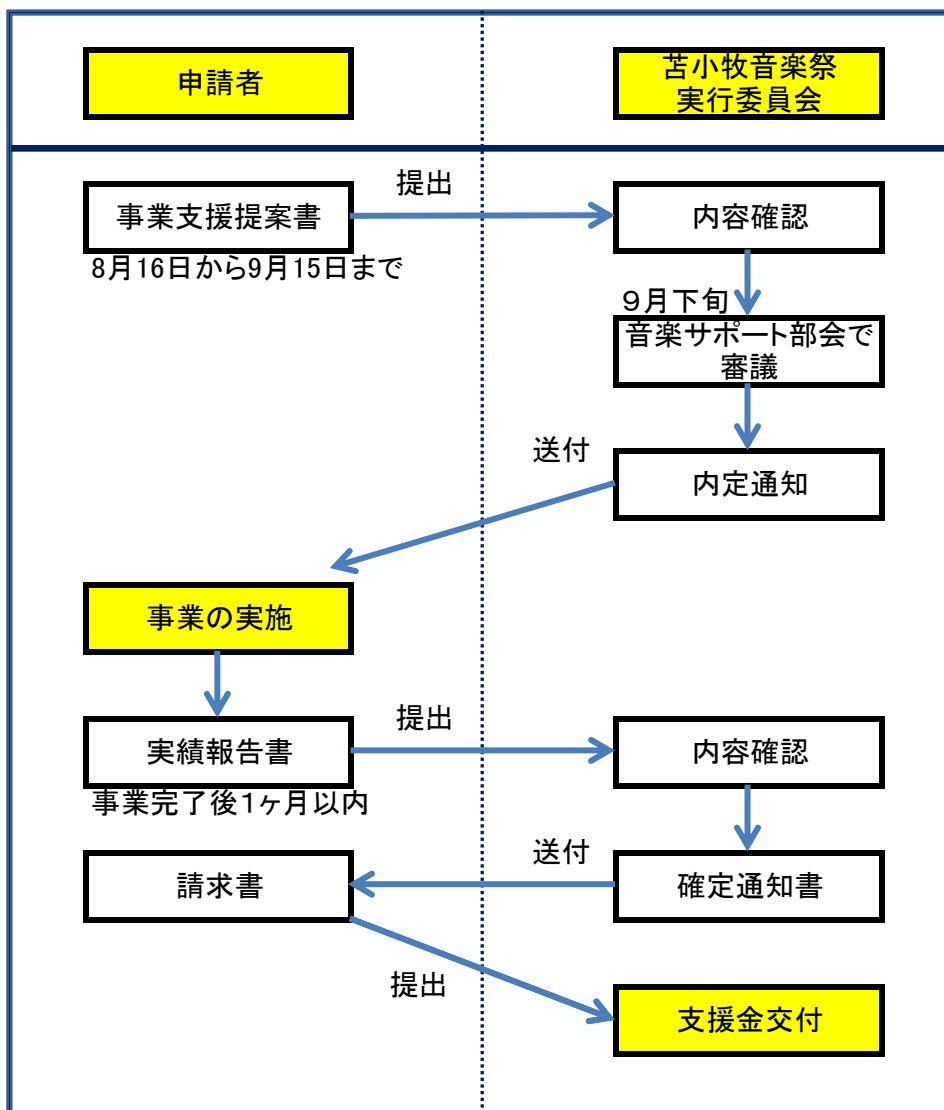 申請者
苫小牧音楽祭
実行委員会
提出
事業支援提案書
内容確認
8月16日から9月15日まで
９月下旬
音楽サポート部会で
審議
送付
内定通知
事業の実施
提出
実績報告書
内容確認
事業完了後１ヶ月以内
送付
請求書
確定通知書
提出
支援金交付